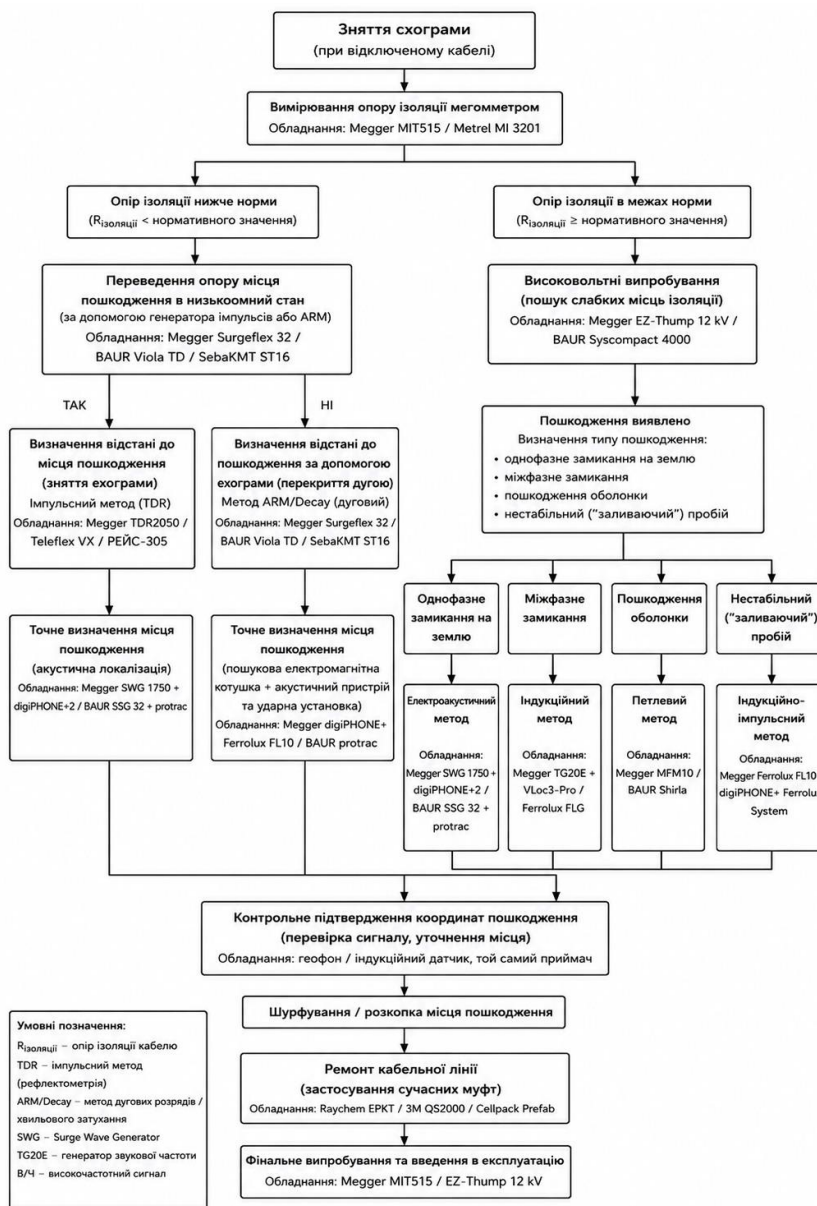 Зняття схограми
(при відключеному кабелі)
Вимірювання опору ізоляції мегомметром
Обладнання: Megger MIT515 / Metrel MI 3201
Опір ізоляції нижче норми
(Rізоляції < нормативного значення)
Опір ізоляції в межах норми
(Rізоляції ≥ нормативного значення)
Переведення опору місця
пошкодження в низькоомний стан
(за допомогою генератора імпульсів або ARM)
Обладнання: Megger Surgeflex 32 /
BAUR Viola TD / SebaKMT ST16
Високовольтні випробування
(пошук слабких місць ізоляції)
Обладнання: Megger EZ-Thump 12 kV /
BAUR Syscompact 4000
ТАК
НІ
Визначення відстані до
місця пошкодження
(зняття ехограми)
Імпульсний метод (TDR)
Обладнання: Megger TDR2050 /
Teleflex VX / РЕЙС-305
Визначення відстані до
пошкодження за допомогою
ехограми (перекриття дугою)
Метод ARM/Decay (дуговий)
Обладнання: Megger Surgeflex 32 /
BAUR Viola TD / SebaKMT ST16
Пошкодження виявлено
Визначення типу пошкодження:
• однофазне замикання на землю
• міжфазне замикання
• пошкодження оболонки
• нестабільний ("заливаючий") пробій
Точне визначення місця
пошкодження
(акустична локалізація)
Обладнання: Megger SWG 1750 +
digiPHONE+2 / BAUR SSG 32 + protrac
Точне визначення місця
пошкодження
(пошукова електромагнітна
котушка + акустичний пристрій
та ударна установка)
Обладнання: Megger digiPHONE+
Ferrolux FL10 / BAUR protrac
Однофазне
замикання на
землю
Міжфазне
замикання
Пошкодження
оболонки
Нестабільний
("заливаючий")
пробій
Електроакустичний
метод
Обладнання:
Megger SWG 1750 +
digiPHONE+2 /
BAUR SSG 32 +
protrac
Індукційний метод
Обладнання:
Megger TG20E +
VLoc3-Pro /
Ferrolux FLG
Петлевий метод
Обладнання:
Megger MFM10 /
BAUR Shirla
Індукційно-
імпульсний
метод
Обладнання:
Megger Ferrolux FL10
digiPHONE+ Ferrolux
System
Контрольне підтвердження координат пошкодження
(перевірка сигналу, уточнення місця)
Обладнання: геофон / індукційний датчик, той самий приймач
Шурфування / розкопка місця пошкодження
Ремонт кабельної лінії
(застосування сучасних муфт)
Обладнання: Raychem EPKT / 3M QS2000 / Cellpack Prefab
Фінальне випробування та введення в експлуатацію
Обладнання: Megger MIT515 / EZ-Thump 12 kV
Умовні позначення:
Rізоляції – опір ізоляції кабелю
TDR – імпульсний метод
(рефлектометрія)
ARM/Decay – метод дугових розрядів /
хвильового затухання
SWG – Surge Wave Generator
TG20E – генератор звукової частоти
В/Ч – високочастотний сигнал